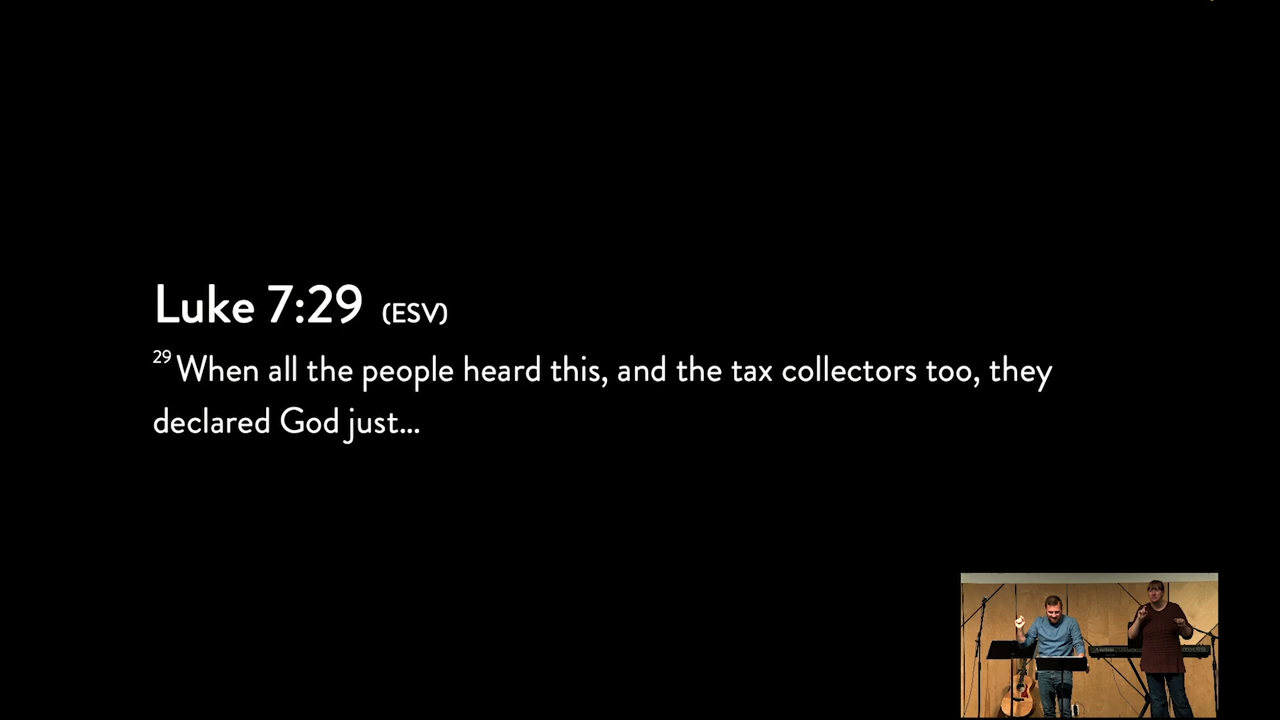 Luke 7:29 (ESV)
29 When all the people heard this, and the tax collectors too, they
declared God just...